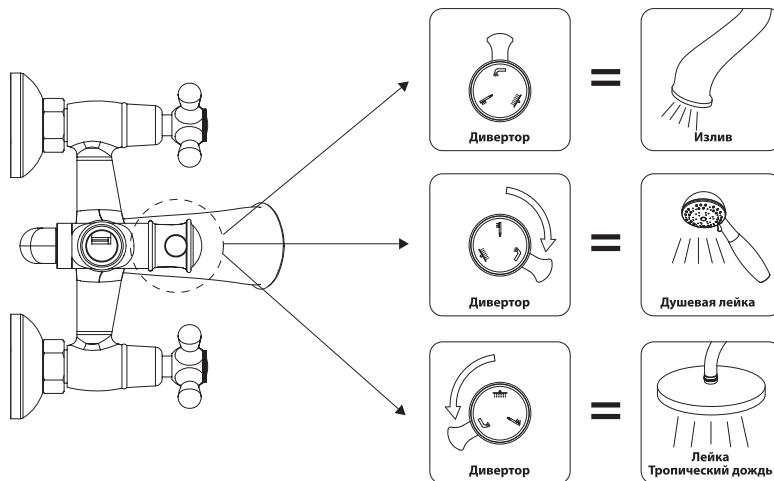 Дивертор
Излив
Дивертор
Душевая лейка
Дивертор
Лейка
Тропический дождь